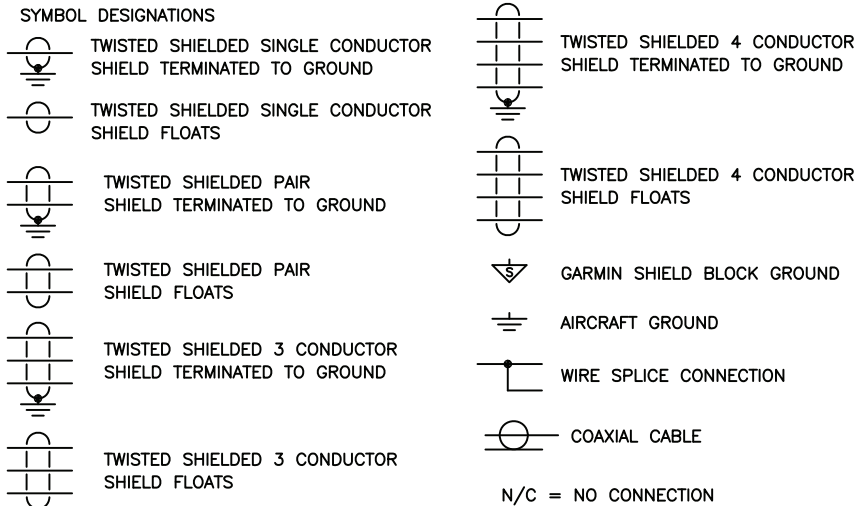 SYMBOL DESIGNATIONS
TWISTED SHIELDED SINGLE CONDUCTOR
SHIELD TERMINATED TO GROUND
TWISTED SHIELDED SINGLE CONDUCTOR
SHIELD FLOATS
TWISTED SHIELDED PAIR
SHIELD TERMINATED TO GROUND
TWISTED SHIELDED PAIR
SHIELD FLOATS
TWISTED SHIELDED 3 CONDUCTOR
SHIELD TERMINATED TO GROUND
TWISTED SHIELDED 3 CONDUCTOR
SHIELD FLOATS
TWISTED SHIELDED 4 CONDUCTOR
SHIELD TERMINATED TO GROUND
TWISTED SHIELDED 4 CONDUCTOR
SHIELD FLOATS
S
GARMIN SHIELD BLOCK GROUND
AIRCRAFT GROUND
WIRE SPLICE CONNECTION
COAXIAL CABLE
N/C = NO CONNECTION